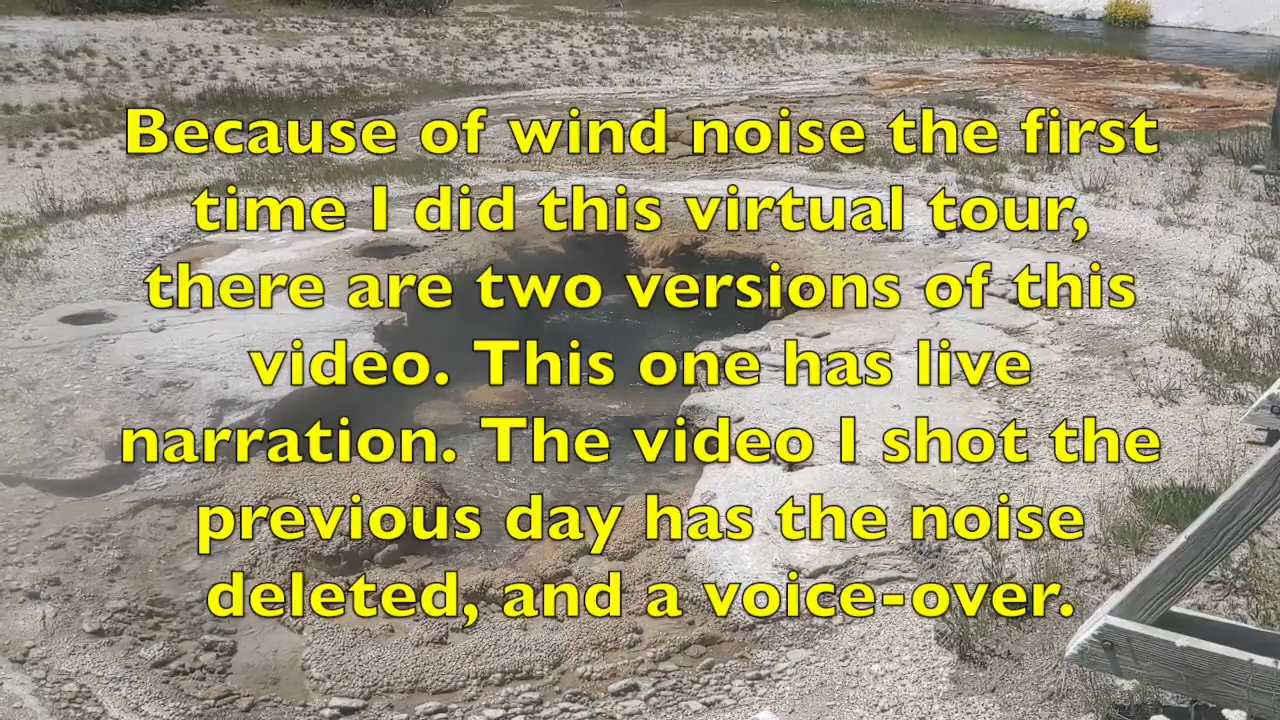 Because of wind noise the first
time I did this virtual tour,
there are two versions of this
video. This one has live
narration. The video I shot the
previous day has the noise
deleted, and a voice-over.